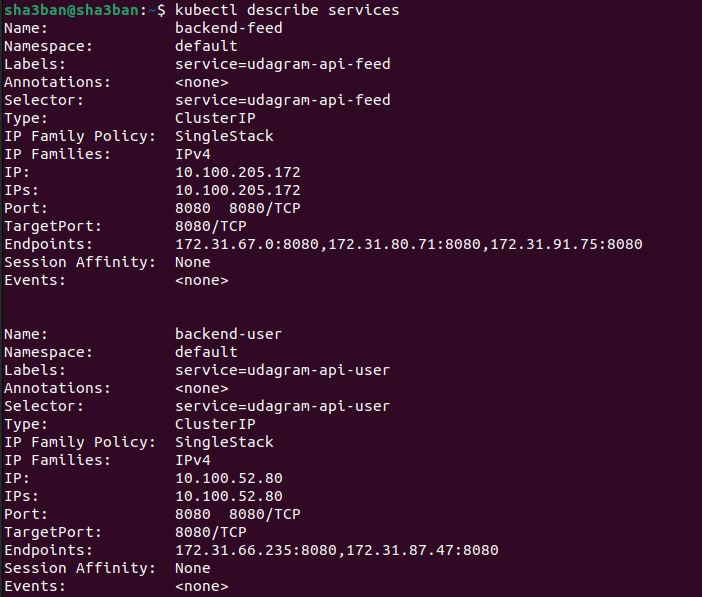 sha3ban@sha3ban:~$ kubectl describe services
Name:              backend-feed
Namespace:         default
Labels:            service=udagram-api-feed
Annotations:       <none>
Selector:          service=udagram-api-feed
Type:              ClusterIP
IP Family Policy:  SingleStack
IP Families:       IPv4
IP:                10.100.205.172
IPs:               10.100.205.172
Port:              8080  8080/TCP
TargetPort:        8080/TCP
Endpoints:         172.31.67.0:8080,172.31.80.71:8080,172.31.91.75:8080
Session Affinity:  None
Events:            <none>
Name:              backend-user
Namespace:         default
Labels:            service=udagram-api-user
Annotations:       <none>
Selector:          service=udagram-api-user
Type:              ClusterIP
IP Family Policy:  SingleStack
IP Families:       IPv4
IP:                10.100.52.80
IPs:               10.100.52.80
Port:              8080  8080/TCP
TargetPort:        8080/TCP
Endpoints:         172.31.66.235:8080,172.31.87.47:8080
Session Affinity:  None
Events:            <none>